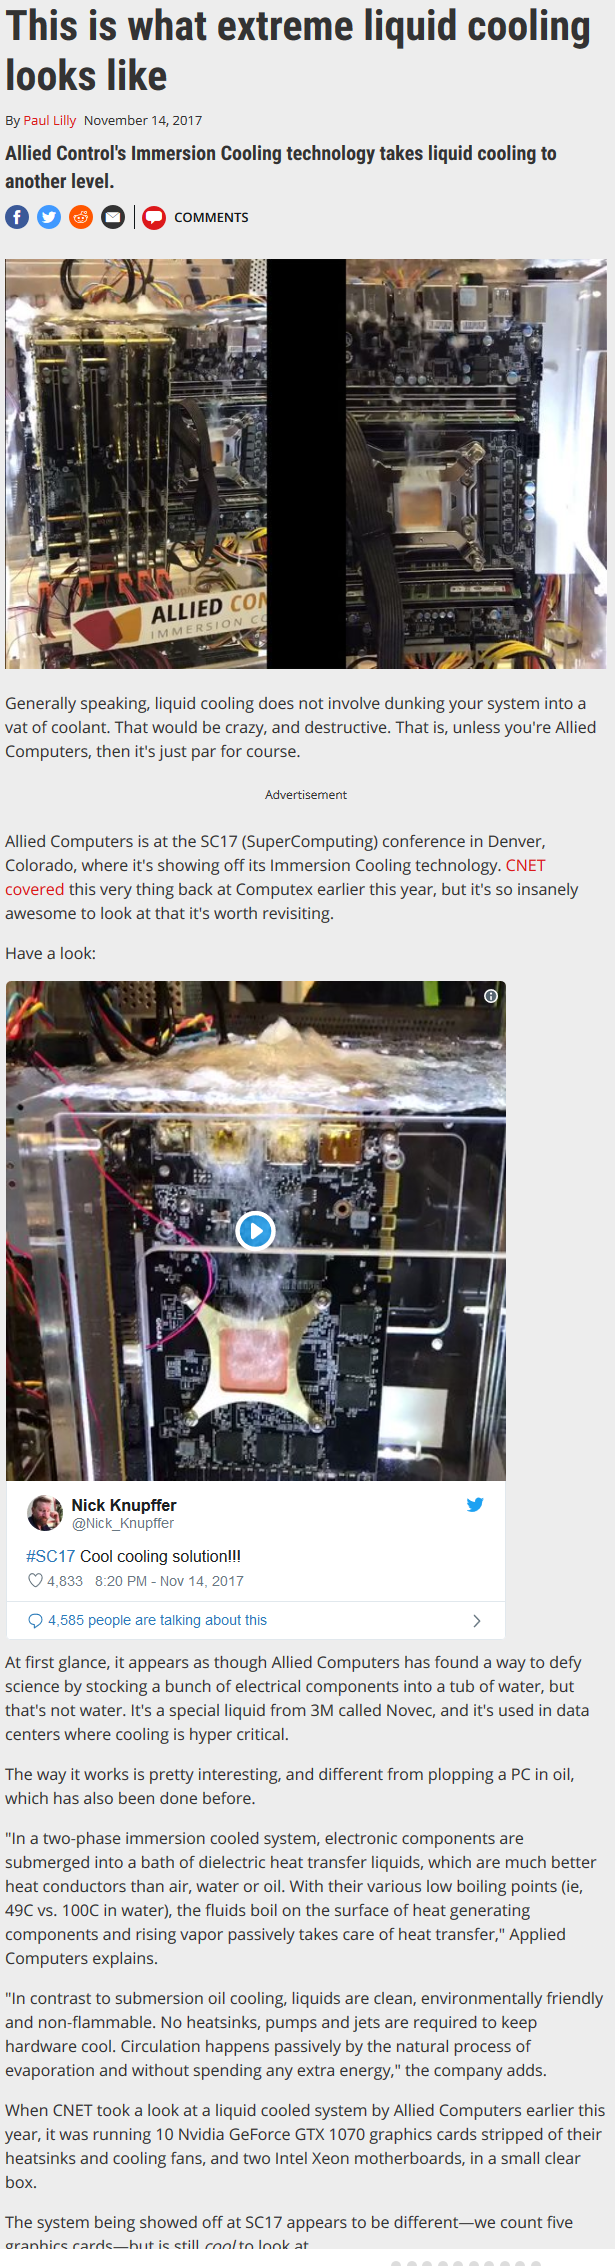 This is what extreme liquid cooling
looks like
By Paul Lilly November 14, 2017
Allied Control's Immersion Cooling technology takes liquid cooling to
another level.
COMMENTS
ALLIED CON
IMMERSION CO
Generally speaking, liquid cooling does not involve dunking your system into a
vat of coolant. That would be crazy, and destructive. That is, unless you're Allied
Computers, then it's just par for course.
Advertisement
Allied Computers is at the SC17 (SuperComputing) conference in Denver,
Colorado, where it's showing off its Immersion Cooling technology. CNET
covered this very thing back at Computex earlier this year, but it's so insanely
awesome to look at that it's worth revisiting.
Have a look:
GIGABYTE
Nick Knupffer
@Nick_Knupffer
#SC17 Cool cooling solution!!!
4,833 8:20 PM - Nov 14, 2017
4,585 people are talking about this
At first glance, it appears as though Allied Computers has found a way to defy
science by stocking a bunch of electrical components into a tub of water, but
that's not water. It's a special liquid from 3M called Novec, and it's used in data
centers where cooling is hyper critical.
The way it works is pretty interesting, and different from plopping a PC in oil,
which has also been done before.
"In a two-phase immersion cooled system, electronic components are
submerged into a bath of dielectric heat transfer liquids, which are much better
heat conductors than air, water or oil. With their various low boiling points (ie,
49C vs. 100C in water), the fluids boil on the surface of heat generating
components and rising vapor passively takes care of heat transfer," Applied
Computers explains.
"In contrast to submersion oil cooling, liquids are clean, environmentally friendly
and non-flammable. No heatsinks, pumps and jets are required to keep
hardware cool. Circulation happens passively by the natural process of
evaporation and without spending any extra energy," the company adds.
When CNET took a look at a liquid cooled system by Allied Computers earlier this
year, it was running 10 Nvidia GeForce GTX 1070 graphics cards stripped of their
heatsinks and cooling fans, and two Intel Xeon motherboards, in a small clear
box.
The system being showed off at SC17 appears to be different—we count five
graphics cards—but is still cool to look at.